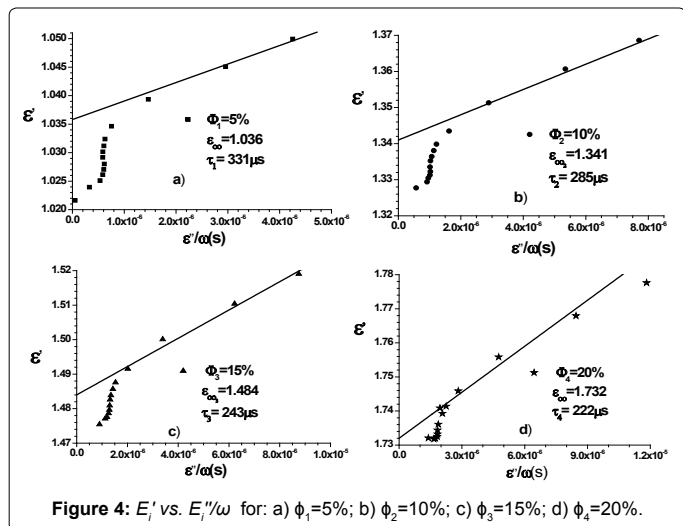 1.050
1.045
1.040
1.035
1.030
1.025
1.020
ε'
Φ₁=5%
ε∞=1.036
τ₁= 331μs
a)
0.0 1.0x10⁻⁶ 2.0x10⁻⁶ 3.0x10⁻⁶ 4.0x10⁻⁶ 5.0x10⁻⁶
ε''/ω(s)
1.37
1.36
1.35
1.34
1.33
1.32
ε'
Φ₂=10%
ε∞₂=1.341
τ₂= 285μs
b)
0.0 2.0x10⁻⁶ 4.0x10⁻⁶ 6.0x10⁻⁶ 8.0x10⁻⁶
ε''/ω(s)
1.52
1.51
1.50
1.49
1.48
1.47
ε'
Φ₃=15%
ε∞₃=1.484
τ₃= 243μs
c)
0.0 2.0x10⁻⁶ 4.0x10⁻⁶ 6.0x10⁻⁶ 8.0x10⁻⁶ 1.0x10⁻⁵
ε''/ω(s)
1.78
1.77
1.76
1.75
1.74
1.73
ε'
Φ₄=20%
ε∞=1.732
τ₄= 222μs
d)
0.0 3.0x10⁻⁶ 6.0x10⁻⁶ 9.0x10⁻⁶ 1.2x10⁻⁵
ε''/ω(s)
Figure 4: Eᵢ' vs. Eᵢ''/ω for: a) ϕ₁=5%; b) ϕ₂=10%; c) ϕ₃=15%; d) ϕ₄=20%.